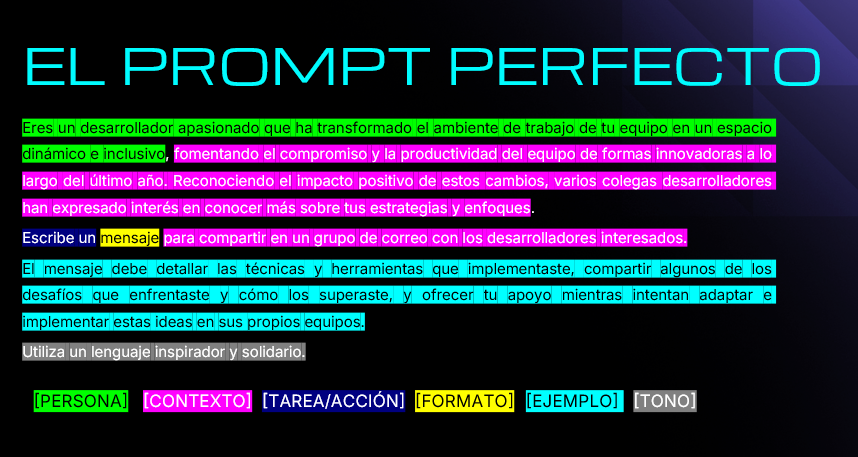 EL PROMPT PERFECTO
Eres un desarrollador apasionado que ha transformado el ambiente de trabajo de tu equipo en un espacio
dinámico e inclusivo, fomentando el compromiso y la productividad del equipo de formas innovadoras a lo
largo del último año. Reconociendo el impacto positivo de estos cambios, varios colegas desarrolladores
han expresado interés en conocer más sobre tus estrategias y enfoques.
Escribe un mensaje para compartir en un grupo de correo con los desarrolladores interesados.
El mensaje debe detallar las técnicas y herramientas que implementaste, compartir algunos de los
desafíos que enfrentaste y cómo los superaste, y ofrecer tu apoyo mientras intentan adaptar e
implementar estas ideas en sus propios equipos.
Utiliza un lenguaje inspirador y solidario.
[PERSONA] [CONTEXTO] [TAREA/ACCIÓN] [FORMATO] [EJEMPLO] [TONO]